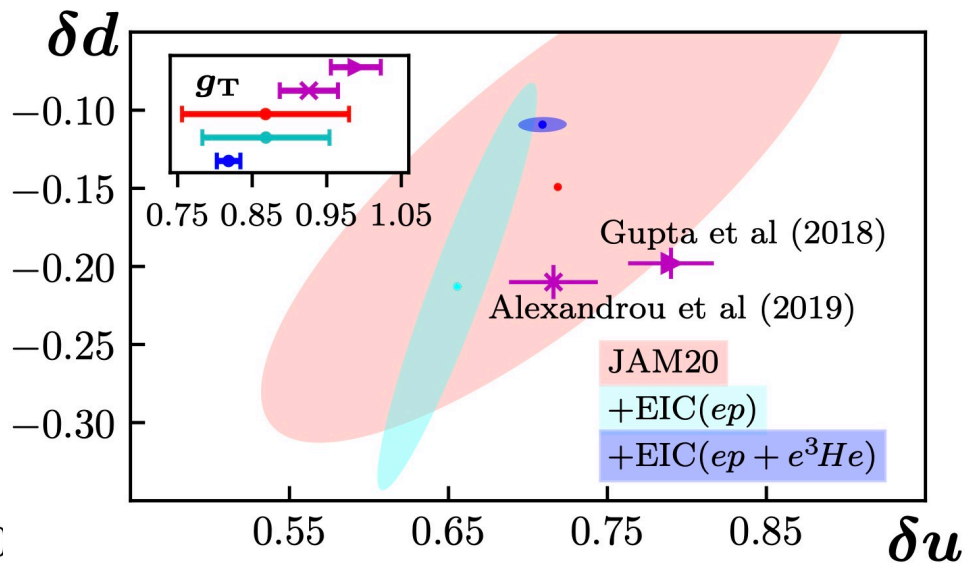 δd
g_T
−0.10
−0.15
0.75 0.85 0.95 1.05
−0.20
Gupta et al (2018)
−0.25
Alexandrou et al (2019)
JAM20
−0.30
+EIC(ep)
+EIC(ep + e³He)
0.55 0.65 0.75 0.85
δu